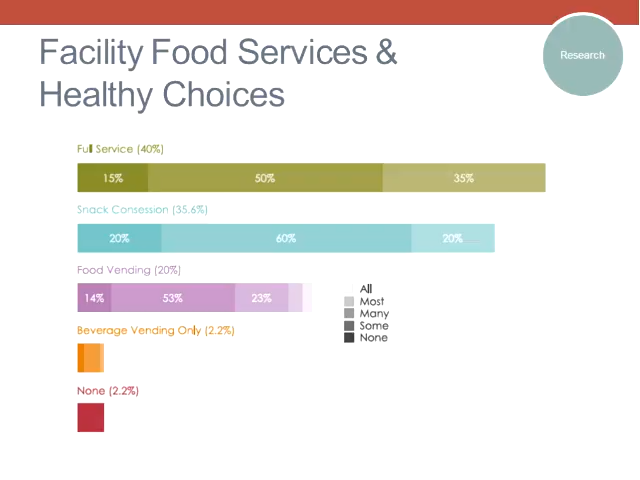 Research
Facility Food Services &
Healthy Choices
Full Service (40%)
15% 50% 35%
Snack Consession (35.6%)
20% 60% 20%
Food Vending (20%)
14% 53% 23%
All
Most
Many
Some
None
Beverage Vending Only (2.2%)
None (2.2%)